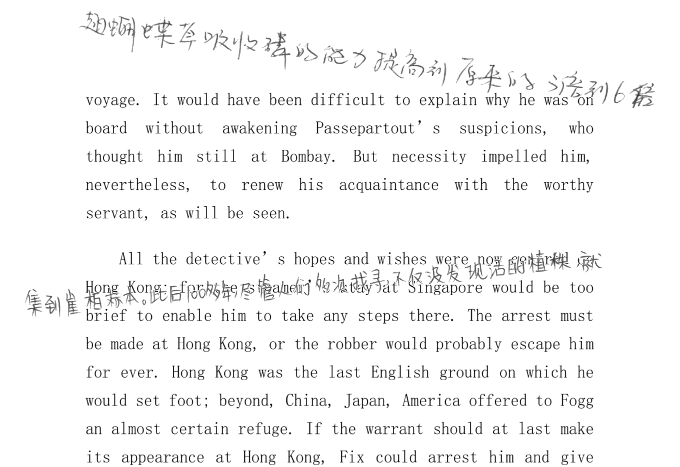 翅蝴蝶草吸收磷的能力提高到原来的3倍到6倍
voyage. It would have been difficult to explain why he was on
board without awakening Passepartout's suspicions, who
thought him still at Bombay. But necessity impelled him,
nevertheless, to renew his acquaintance with the worthy
servant, as will be seen.
All the detective's hopes and wishes were now centred on
集到崖柏标本。此后100多年尽管人们多次找寻,不仅没发现活的植株,就
Hong Kong; for the steamer's stay at Singapore would be too
brief to enable him to take any steps there. The arrest must
be made at Hong Kong, or the robber would probably escape him
for ever. Hong Kong was the last English ground on which he
would set foot; beyond, China, Japan, America offered to Fogg
an almost certain refuge. If the warrant should at last make
its appearance at Hong Kong, Fix could arrest him and give